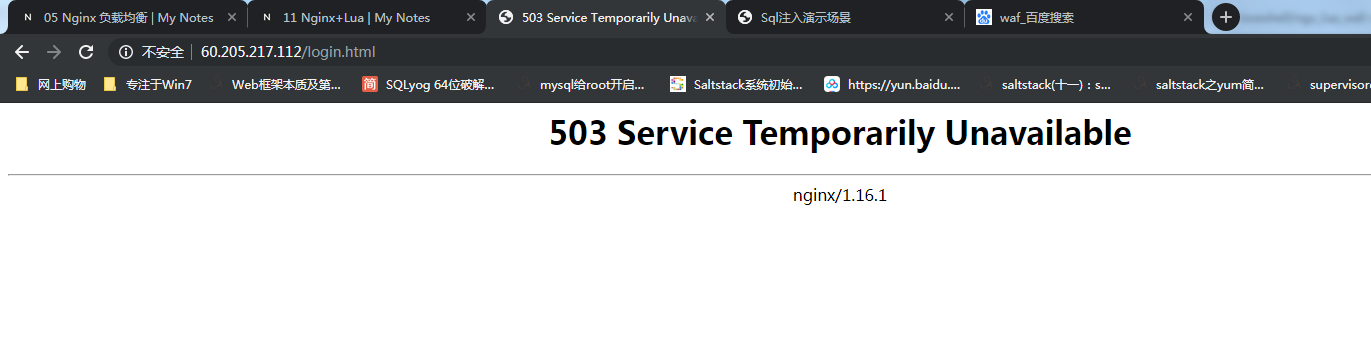 05 Nginx 负载均衡 | My Notes
11 Nginx+Lua | My Notes
503 Service Temporarily Unava
Sql注入演示场景
waf_百度搜索
不安全 60.205.217.112/login.html
网上购物 专注于Win7 Web框架本质及第... 简 SQLyog 64位破解... mysql给root开启... Saltstack系统初始... https://yun.baidu.... saltstack(十一)：s... saltstack之yum简... supervisor
503 Service Temporarily Unavailable
nginx/1.16.1